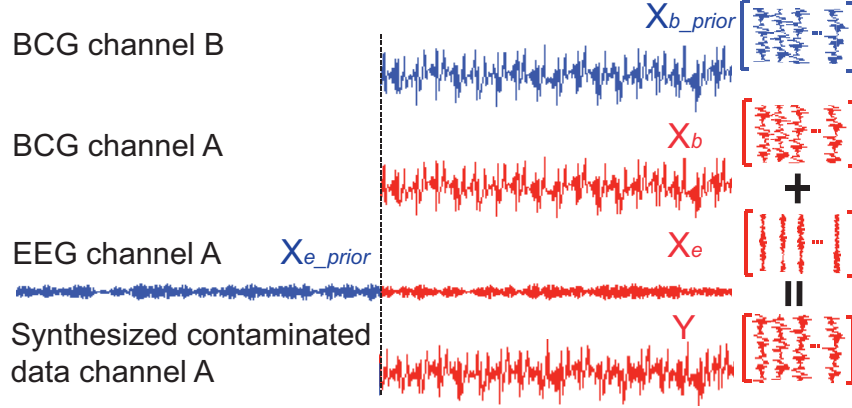 BCG channel B
X_b_prior
BCG channel A
X_b
+
EEG channel A
X_e_prior
X_e
=
Synthesized contaminated
data channel A
Y